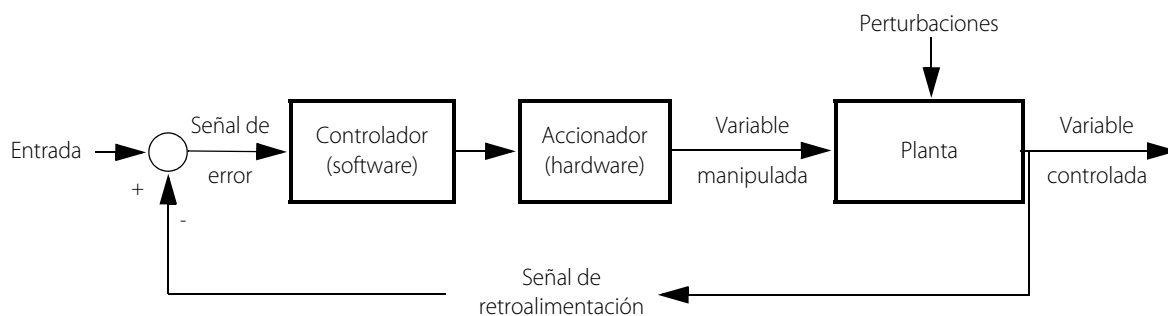 Perturbaciones
Entrada
+
-
Señal de
error
Controlador
(software)
Accionador
(hardware)
Variable
manipulada
Planta
Variable
controlada
Señal de
retroalimentación